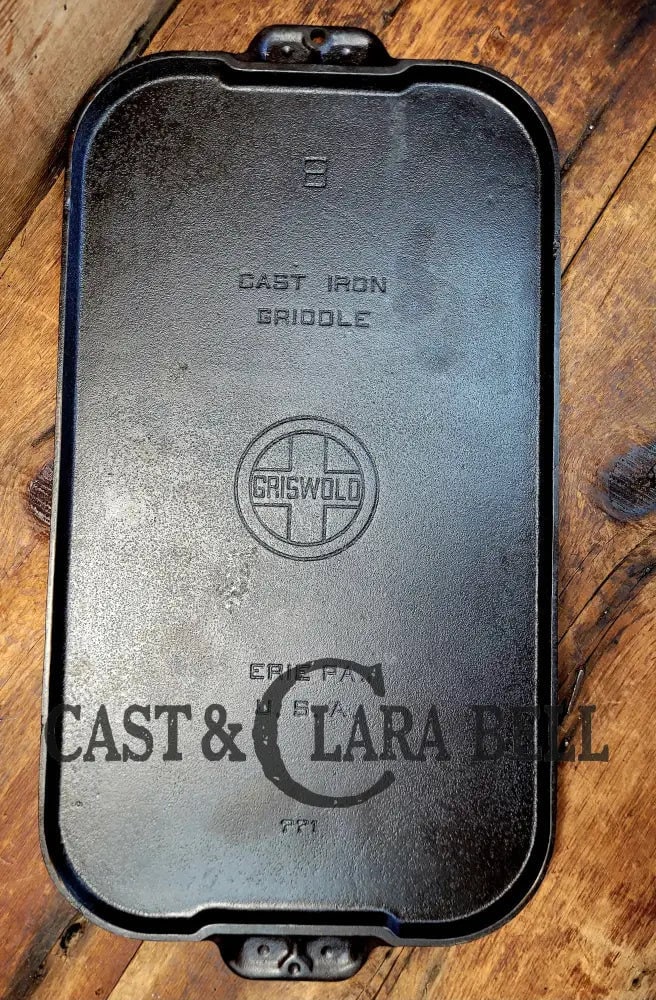 8
CAST IRON
GRIDDLE
GRISWOLD
ERIE PA.,
U.S.A.
CAST & CLARA BELL
771